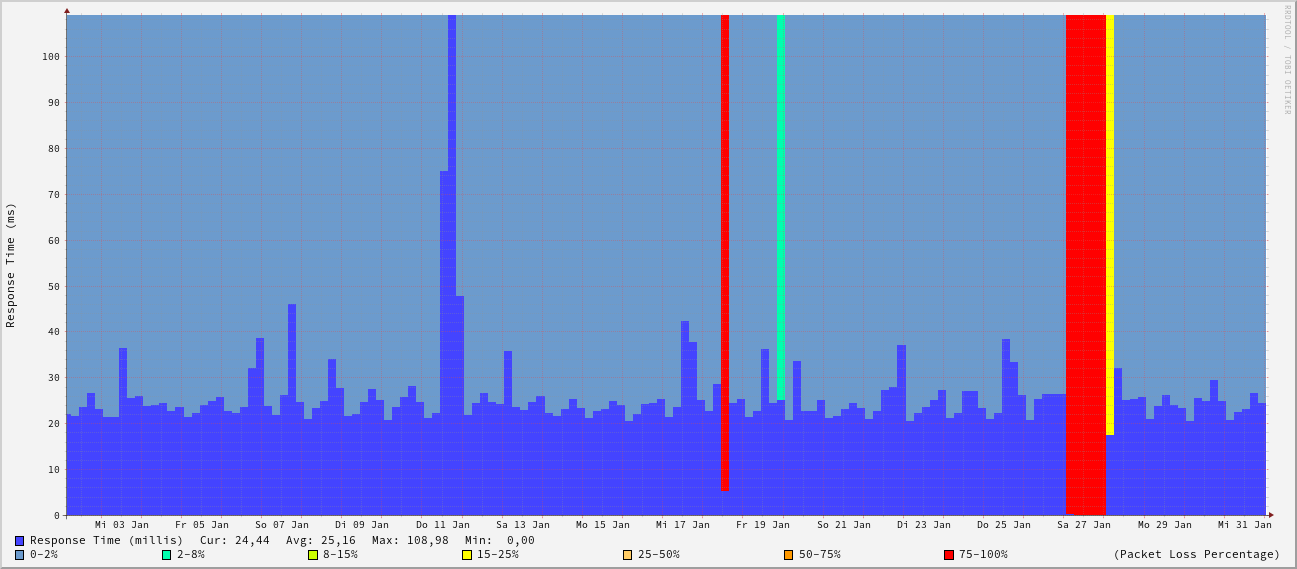 RRDTOOL / TOBI OETIKER
Response Time (ms)
100
90
80
70
60
50
40
30
20
10
0
Mi 03 Jan Fr 05 Jan So 07 Jan Di 09 Jan Do 11 Jan Sa 13 Jan Mo 15 Jan Mi 17 Jan Fr 19 Jan So 21 Jan Di 23 Jan Do 25 Jan Sa 27 Jan Mo 29 Jan Mi 31 Jan
Response Time (millis) Cur: 24,44 Avg: 25,16 Max: 108,98 Min: 0,00
0-2% 2-8% 8-15% 15-25% 25-50% 50-75% 75-100% (Packet Loss Percentage)